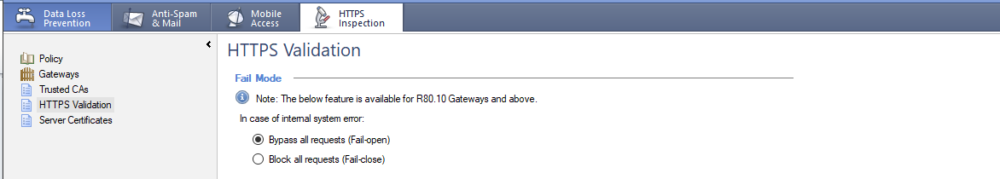 Data Loss
Prevention
Anti-Spam
& Mail
Mobile
Access
HTTPS
Inspection
Policy
Gateways
Trusted CAs
HTTPS Validation
Server Certificates
HTTPS Validation
Fail Mode
Note: The below feature is available for R80.10 Gateways and above.
In case of internal system error:
Bypass all requests (Fail-open)
Block all requests (Fail-close)